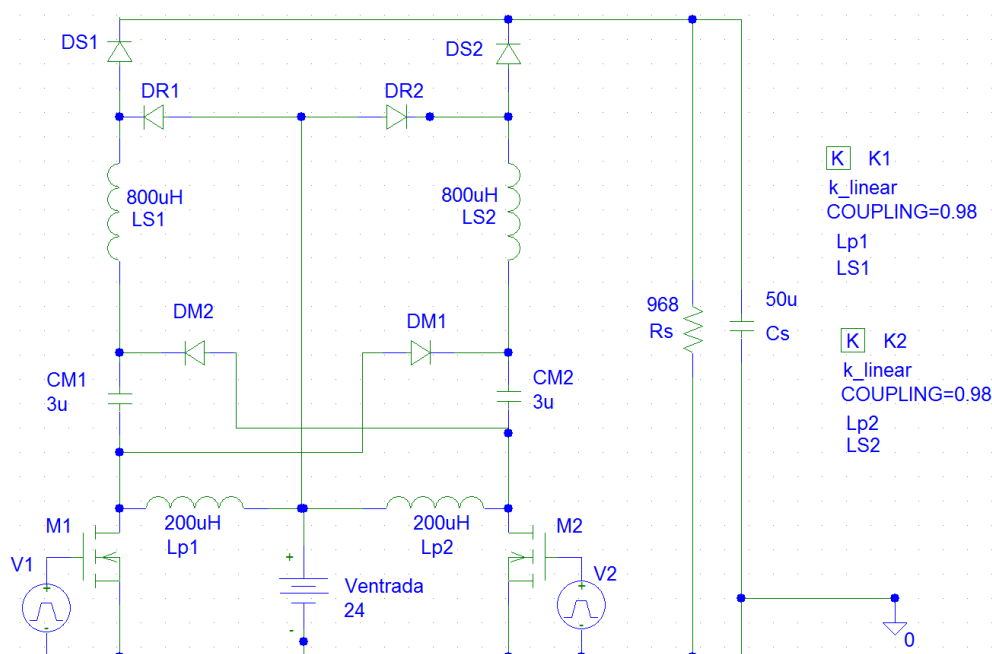 DS1
DS2
DR1
DR2
800uH
LS1
800uH
LS2
K K1
k_linear
COUPLING=0.98
Lp1
LS1
DM2
DM1
968
Rs
50u
Cs
K K2
k_linear
COUPLING=0.98
Lp2
LS2
CM1
3u
CM2
3u
M1
200uH
Lp1
200uH
Lp2
M2
V1
+
-
+
-
Ventrada
24
V2
+
-
0